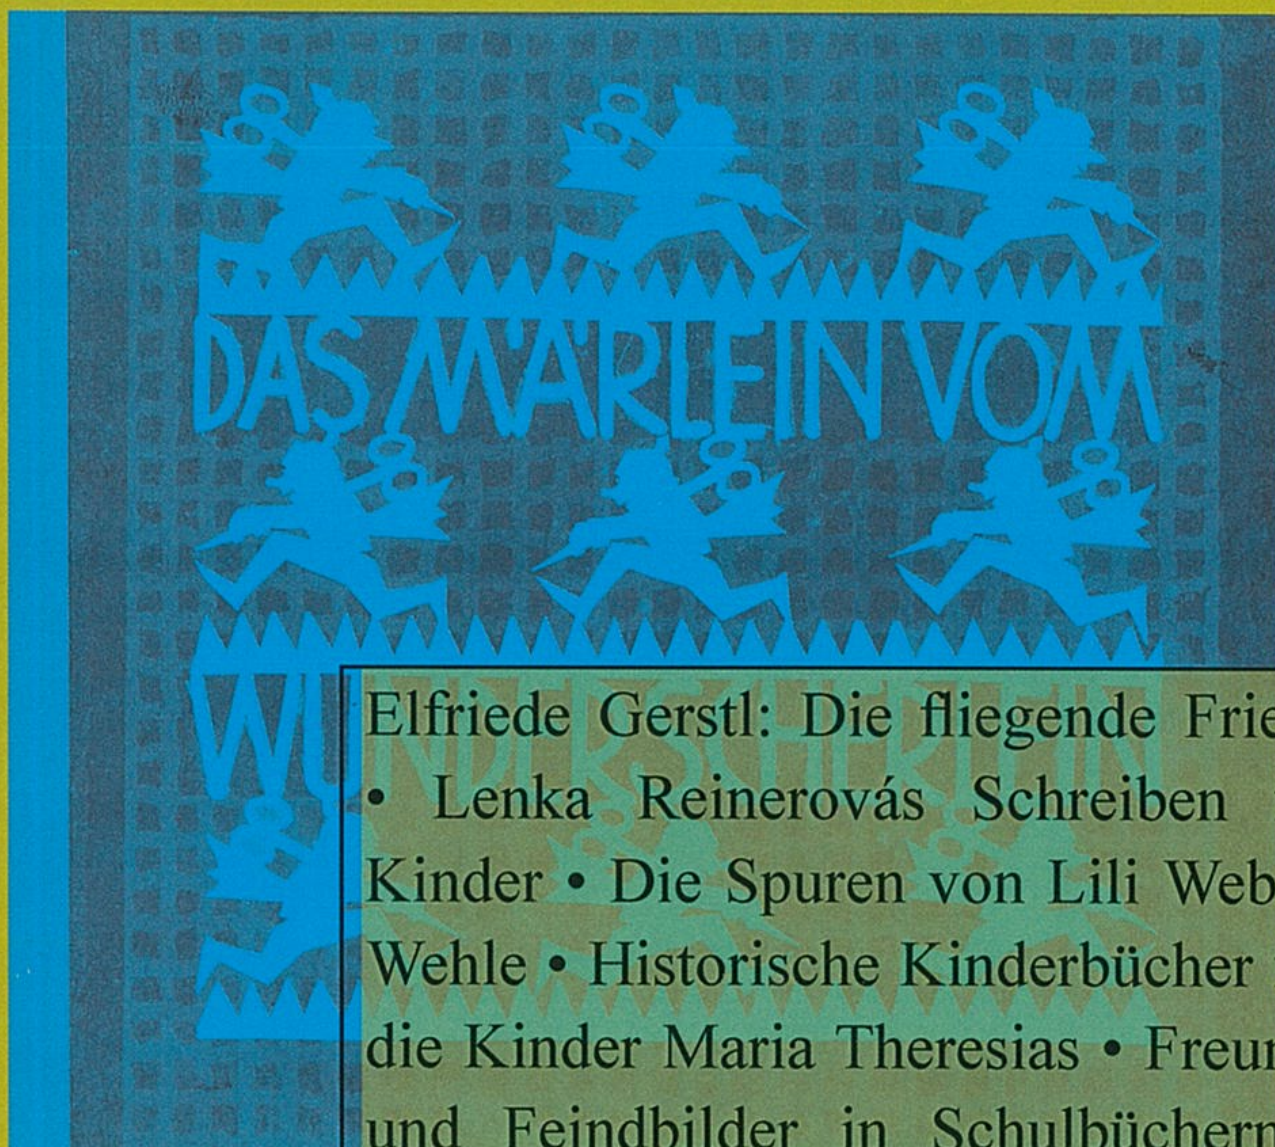 DAS MÄRLEIN VOM
WUNDERSCHERLEIN
Elfriede Gerstl: Die fliegende Frie
• Lenka Reinerovás Schreiben
Kinder • Die Spuren von Lili Web
Wehle • Historische Kinderbücher
die Kinder Maria Theresias • Freun
und Feindbilder in Schulbüchern